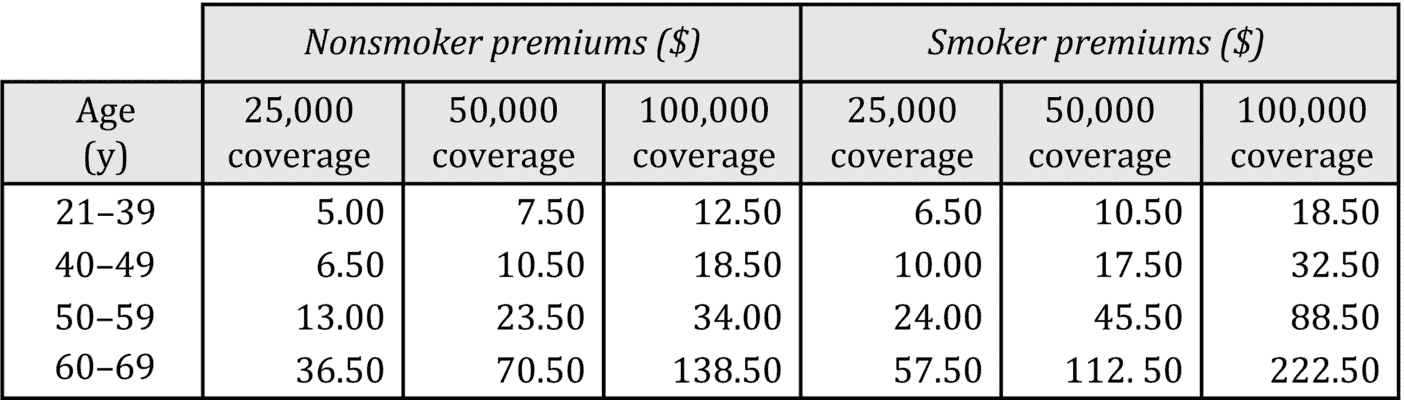 Nonsmoker premiums ($) Smoker premiums ($)
Age 25,000 50,000 100,000 25,000 50,000 100,000
(y) coverage coverage coverage coverage coverage coverage
21–39 5.00 7.50 12.50 6.50 10.50 18.50
40–49 6.50 10.50 18.50 10.00 17.50 32.50
50–59 13.00 23.50 34.00 24.00 45.50 88.50
60–69 36.50 70.50 138.50 57.50 112. 50 222.50